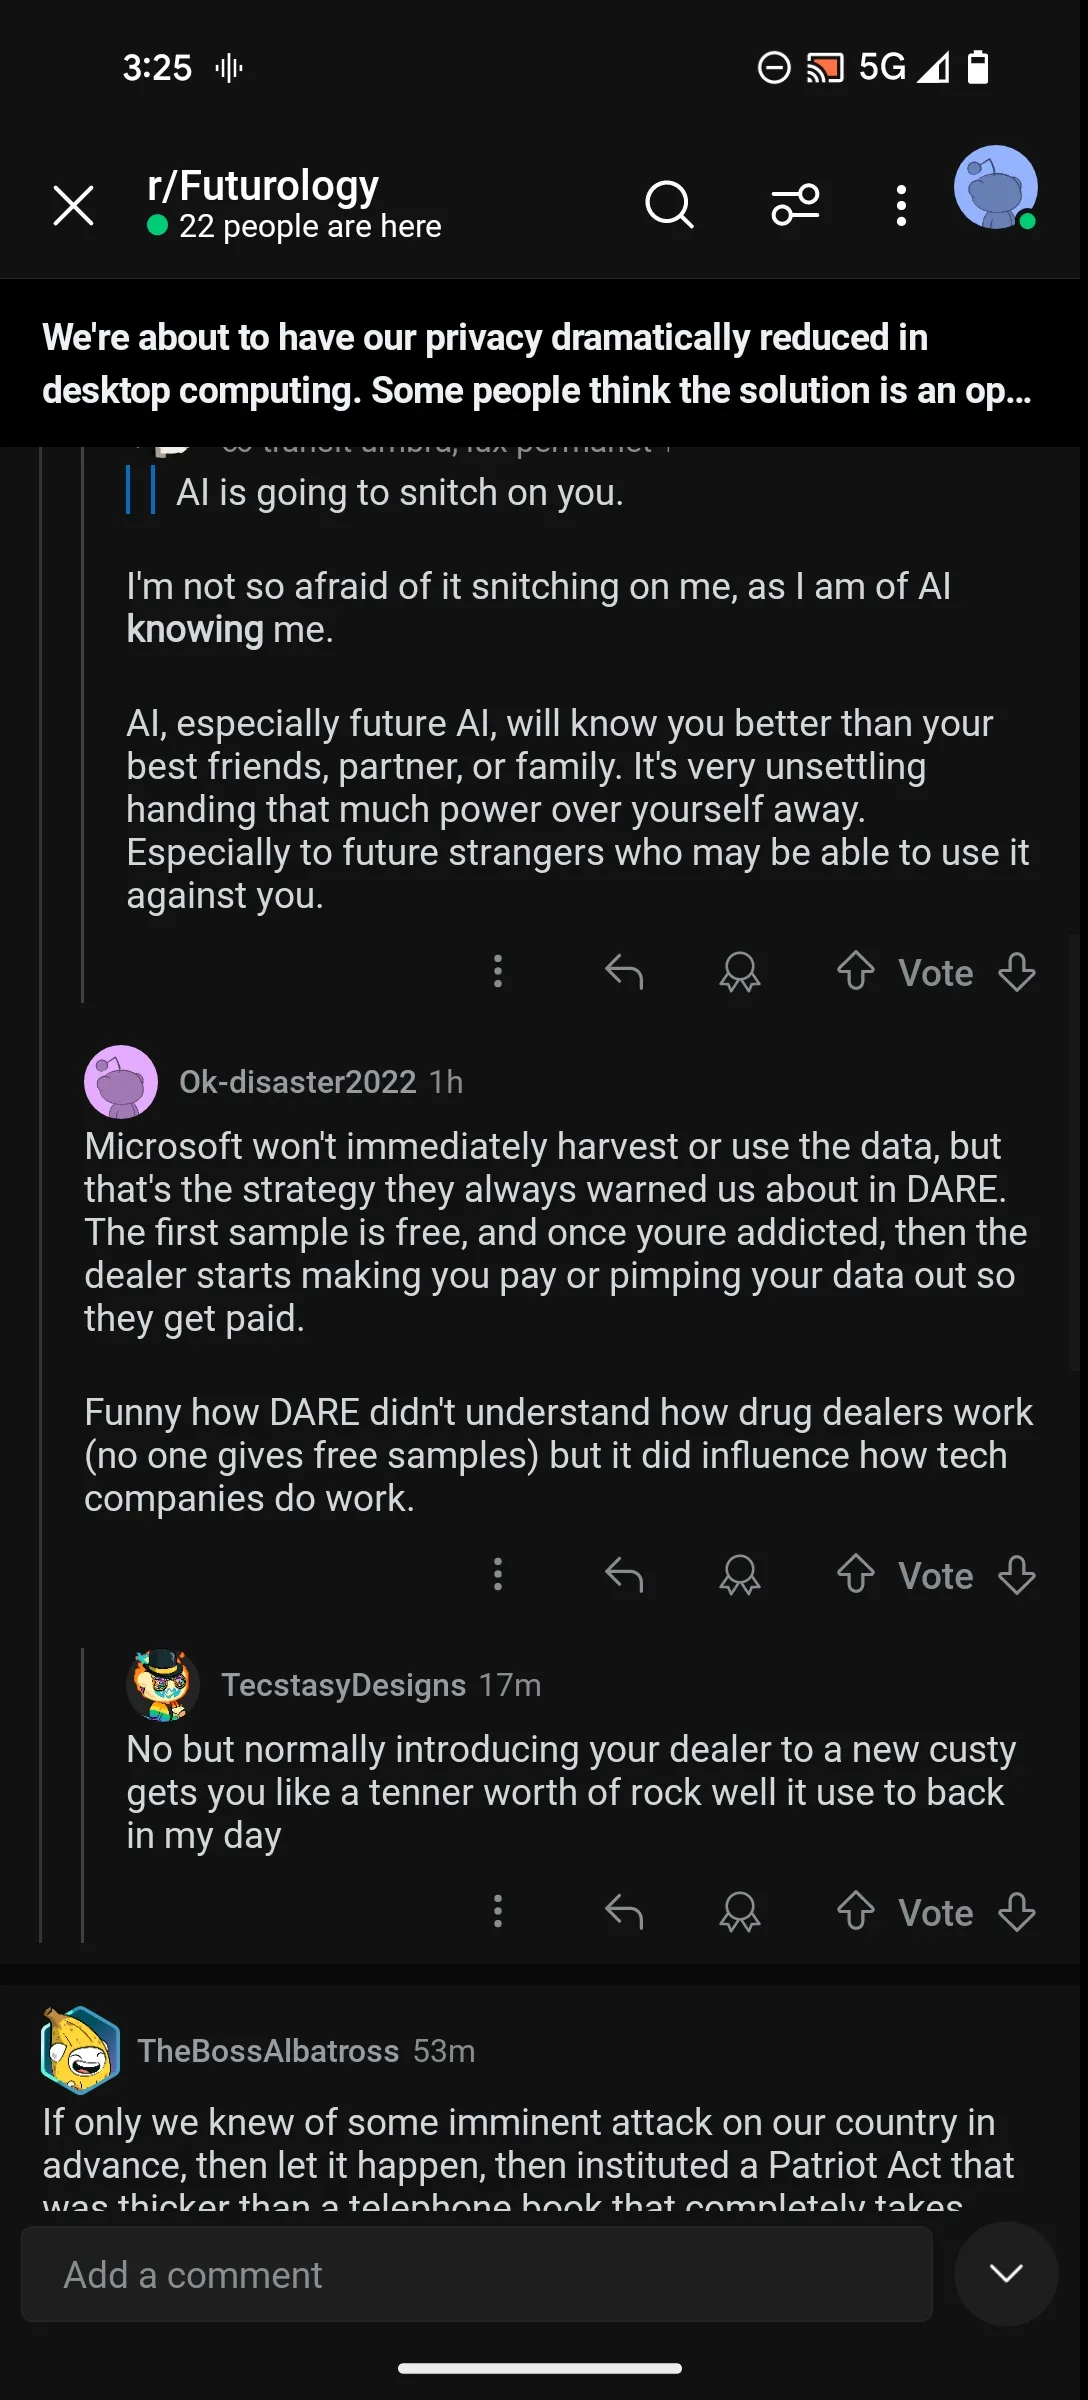 3:25
5G
r/Futurology
22 people are here
We're about to have our privacy dramatically reduced in
desktop computing. Some people think the solution is an op...
AI is going to snitch on you.
I'm not so afraid of it snitching on me, as I am of AI
knowing me.
AI, especially future AI, will know you better than your
best friends, partner, or family. It's very unsettling
handing that much power over yourself away.
Especially to future strangers who may be able to use it
against you.
Vote
Ok-disaster2022 1h
Microsoft won't immediately harvest or use the data, but
that's the strategy they always warned us about in DARE.
The first sample is free, and once youre addicted, then the
dealer starts making you pay or pimping your data out so
they get paid.
Funny how DARE didn't understand how drug dealers work
(no one gives free samples) but it did influence how tech
companies do work.
Vote
TecstasyDesigns 17m
No but normally introducing your dealer to a new custy
gets you like a tenner worth of rock well it use to back
in my day
Vote
TheBossAlbatross 53m
If only we knew of some imminent attack on our country in
advance, then let it happen, then instituted a Patriot Act that
was thicker than a telephone book that completely takes
Add a comment